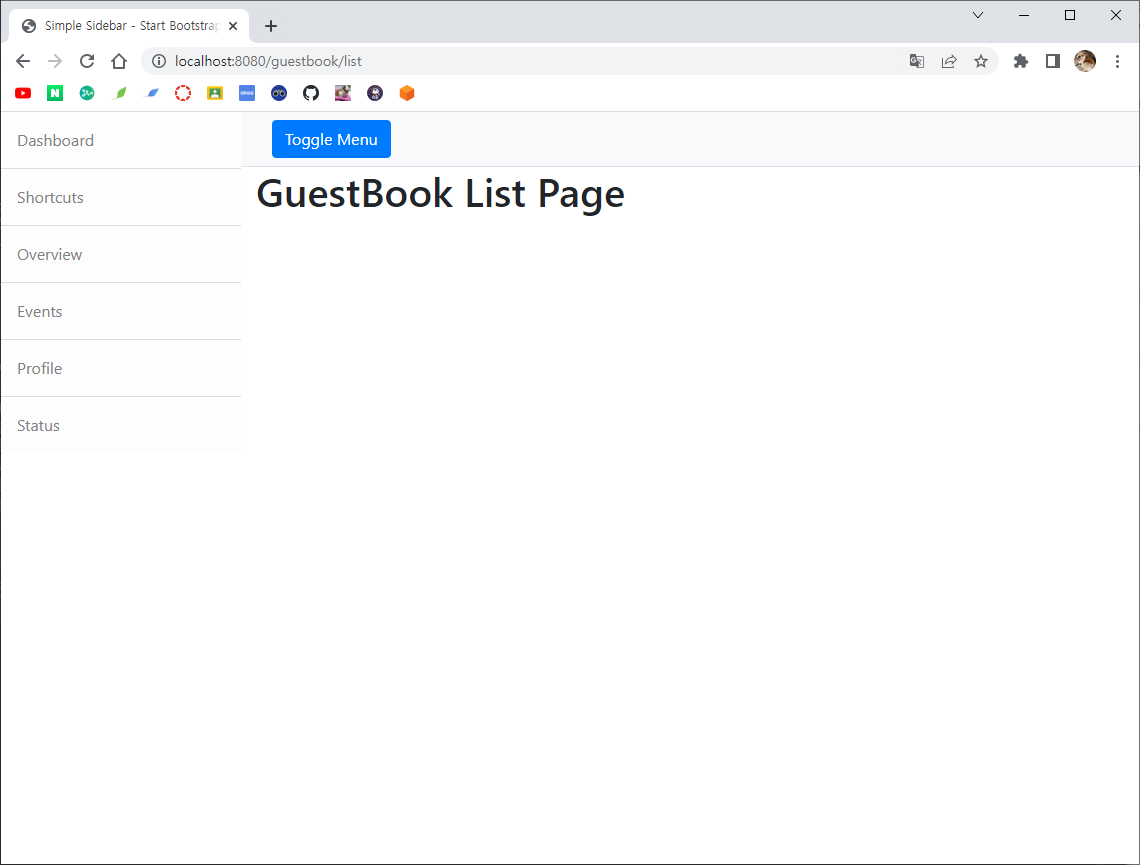 Simple Sidebar - Start Bootstrap
localhost:8080/guestbook/list
Dashboard
Toggle Menu
GuestBook List Page
Shortcuts
Overview
Events
Profile
Status